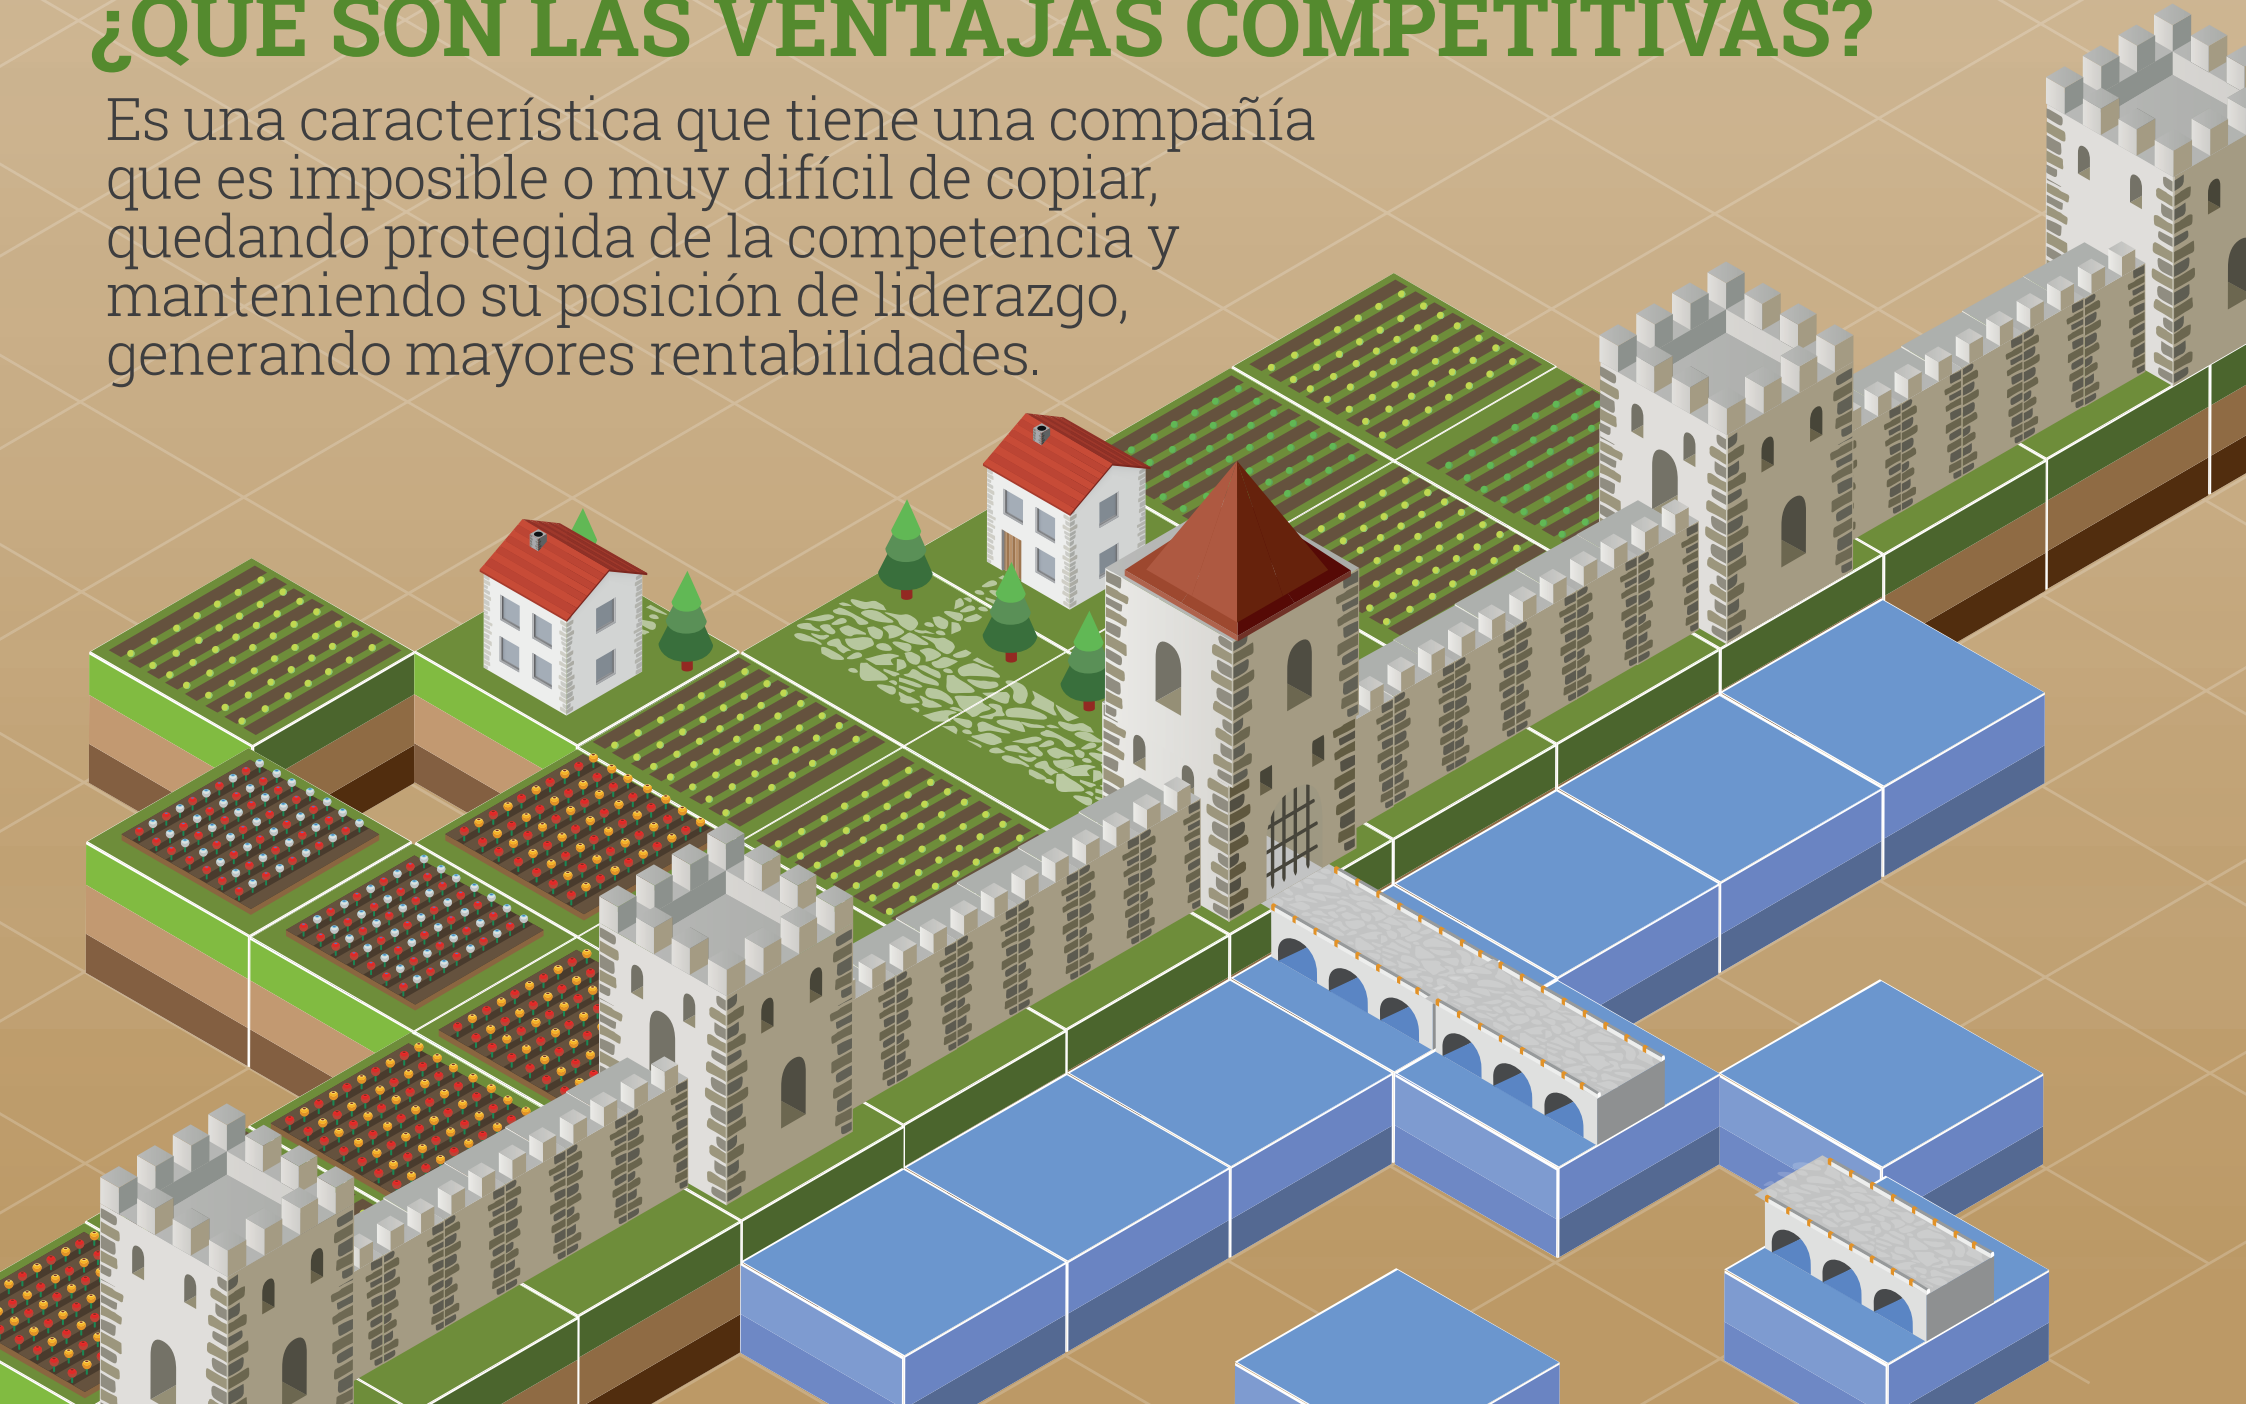 ¿QUÉ SON LAS VENTAJAS COMPETITIVAS?
Es una característica que tiene una compañía
que es imposible o muy difícil de copiar,
quedando protegida de la competencia y
manteniendo su posición de liderazgo,
generando mayores rentabilidades.